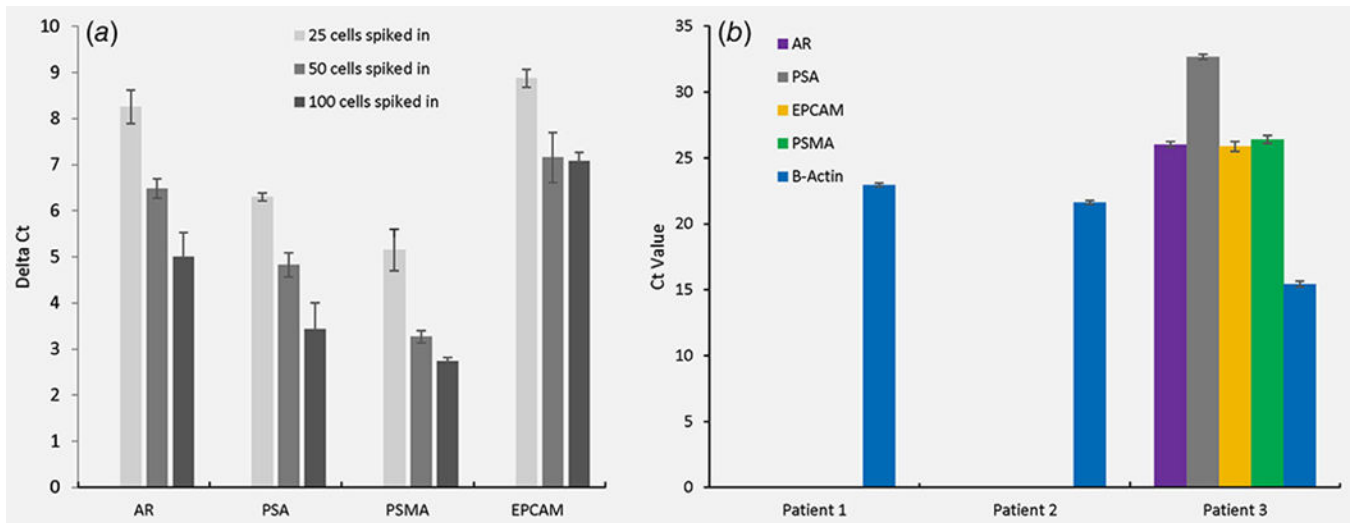 (a)
25 cells spiked in
50 cells spiked in
100 cells spiked in
Delta Ct
10
9
8
7
6
5
4
3
2
1
0
AR PSA PSMA EPCAM
(b)
AR
PSA
EPCAM
PSMA
B-Actin
Ct Value
35
30
25
20
15
10
5
0
Patient 1 Patient 2 Patient 3